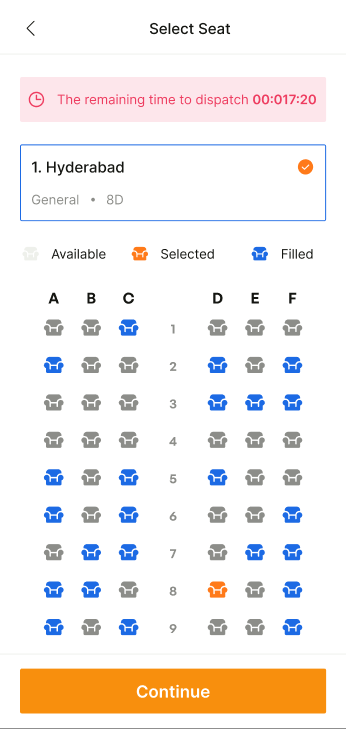 Select Seat
The remaining time to dispatch 00:017:20
1. Hyderabad
General • 8D
Available Selected Filled
A B C D E F
1
2
3
4
5
6
7
8
9
Continue